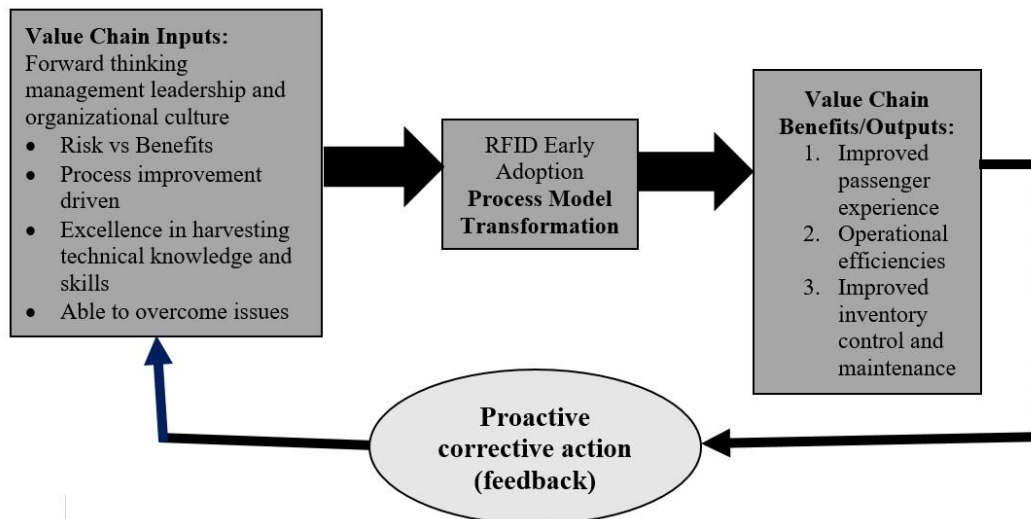 Value Chain Inputs:
Forward thinking
management leadership and
organizational culture
• Risk vs Benefits
• Process improvement
driven
• Excellence in harvesting
technical knowledge and
skills
• Able to overcome issues
RFID Early
Adoption
Process Model
Transformation
Value Chain
Benefits/Outputs:
1. Improved
passenger
experience
2. Operational
efficiencies
3. Improved
inventory
control and
maintenance
Proactive
corrective action
(feedback)